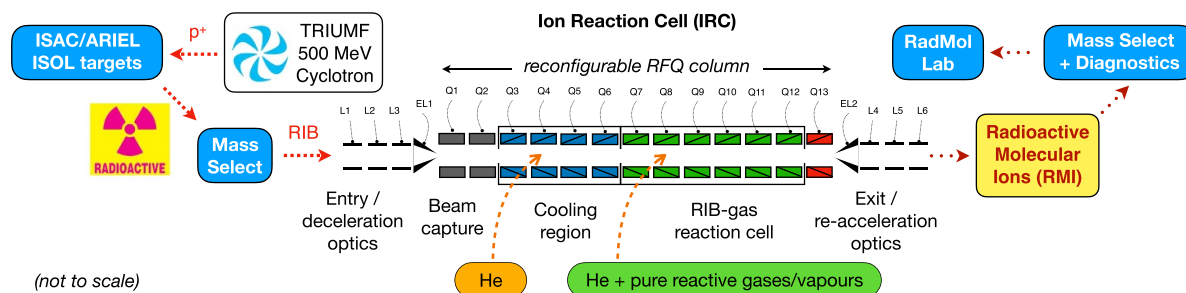 Ion Reaction Cell (IRC)
ISAC/ARIEL
ISOL targets
p+
TRIUMF
500 MeV
Cyclotron
reconfigurable RFQ column
RadMol
Lab
Mass Select
+ Diagnostics
RADIOACTIVE
Mass
Select
RIB
L1 L2 L3 EL1 Q1 Q2 Q3 Q4 Q5 Q6 Q7 Q8 Q9 Q10 Q11 Q12 Q13 EL2 L4 L5 L6
Radioactive
Molecular
Ions (RMI)
Entry /
deceleration
optics
Beam
capture
Cooling
region
RIB-gas
reaction cell
Exit /
re-acceleration
optics
(not to scale)
He
He + pure reactive gases/vapours